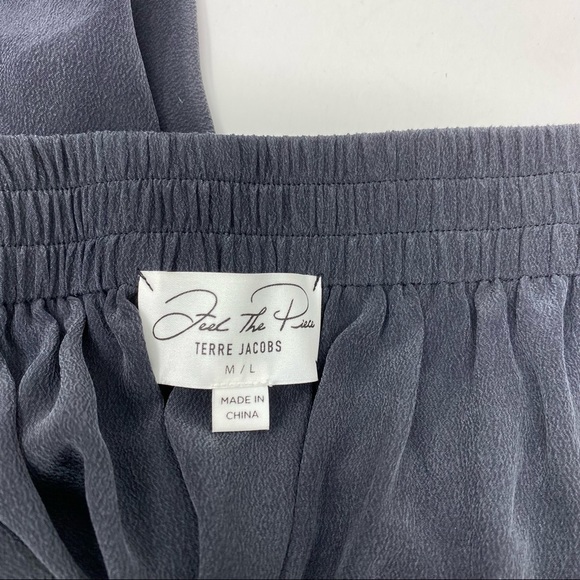 Feel The Piece
TERRE JACOBS
M / L
MADE IN
CHINA